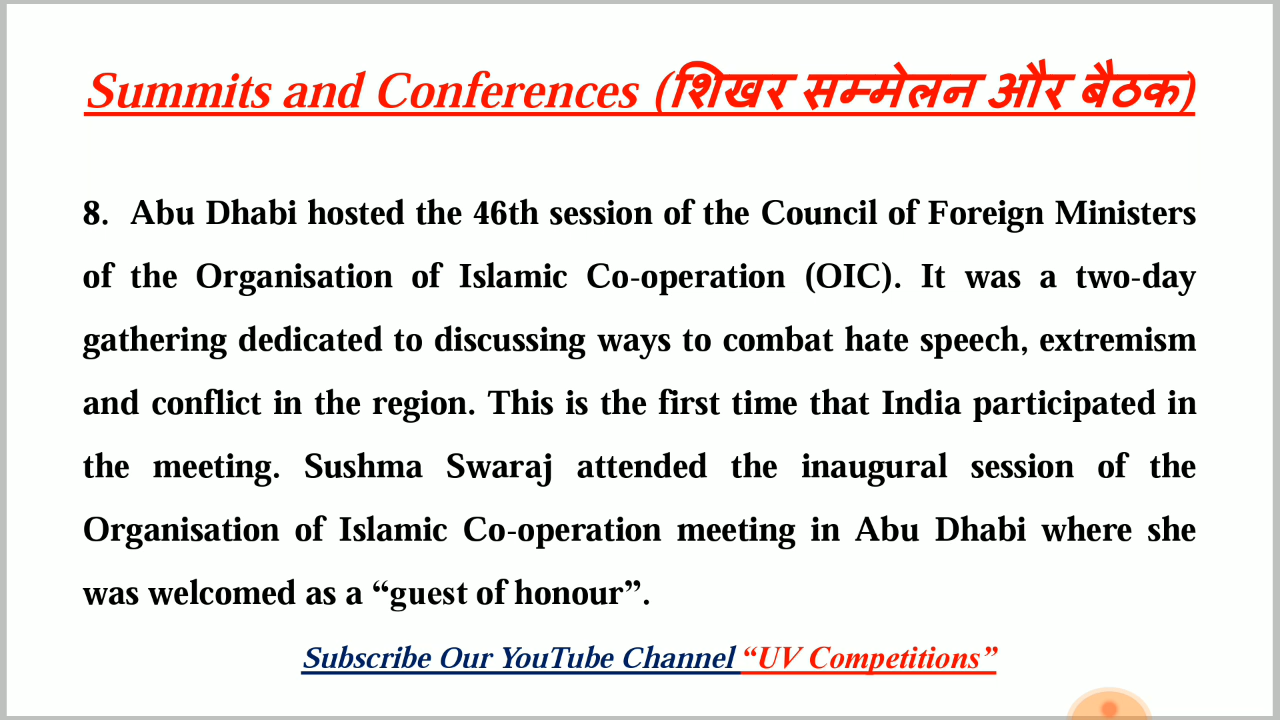 Summits and Conferences (शिखर सम्मेलन और बैठक)
8. Abu Dhabi hosted the 46th session of the Council of Foreign Ministers
of the Organisation of Islamic Co-operation (OIC). It was a two-day
gathering dedicated to discussing ways to combat hate speech, extremism
and conflict in the region. This is the first time that India participated in
the meeting. Sushma Swaraj attended the inaugural session of the
Organisation of Islamic Co-operation meeting in Abu Dhabi where she
was welcomed as a “guest of honour”.
Subscribe Our YouTube Channel “UV Competitions”